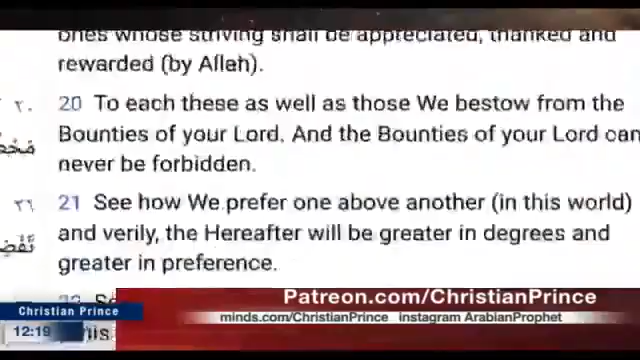 ones whose striving shall be appreciated, thanked and
rewarded (by Allah).
٢٠ 20 To each these as well as those We bestow from the
Bounties of your Lord. And the Bounties of your Lord can
never be forbidden.
21 See how We prefer one above another (in this world)
and verily, the Hereafter will be greater in degrees and
greater in preference.
Christian Prince
Patreon.com/ChristianPrince
12:19
minds.com/ChristianPrince instagram ArabianProphet